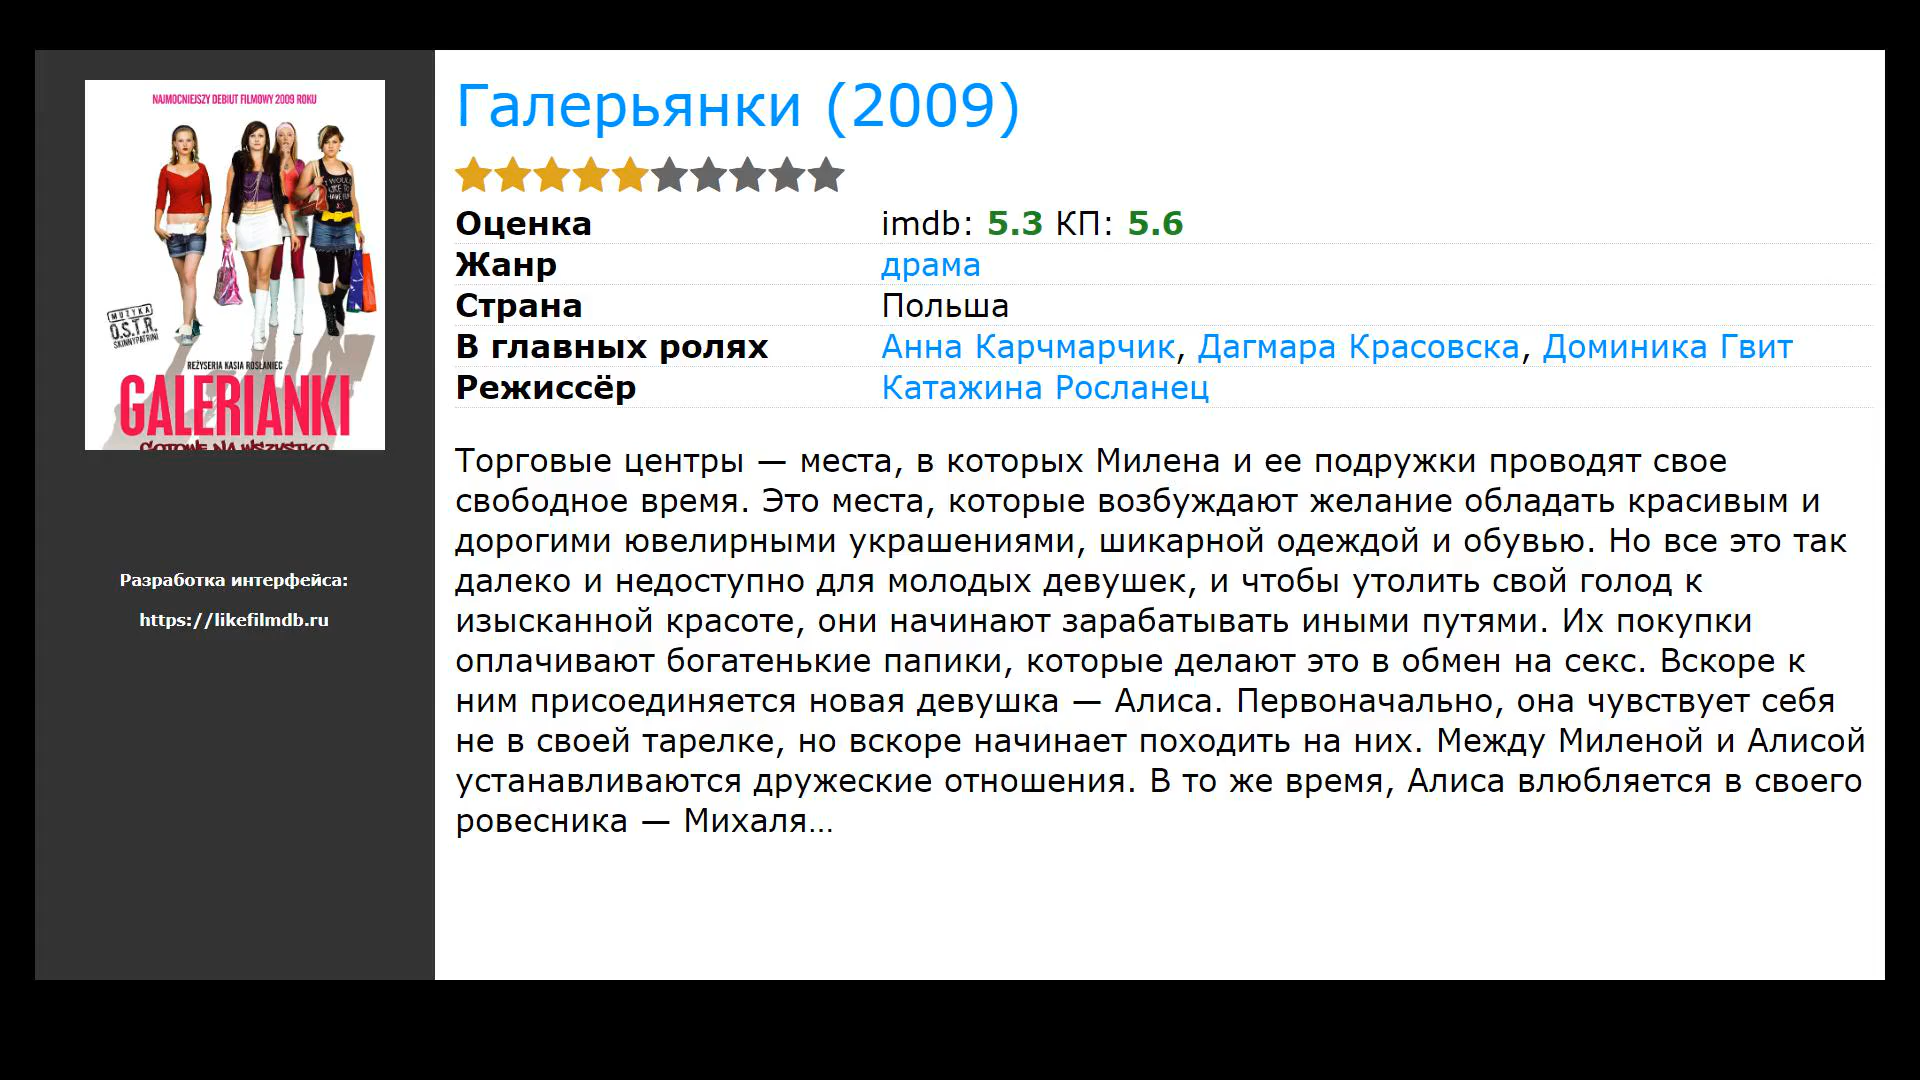 NAJMOCNIEJSZY DEBIUT FILMOWY 2009 ROKU
MUZYKA
O.S.T.R.
SKINNYPATRINI
REŻYSERIA KASIA ROSŁANIEC
GALERIANKI
GOTOWE NA WSZYSTKO
Разработка интерфейса:
https://likefilmdb.ru
Галерьянки (2009)
Оценка imdb: 5.3 КП: 5.6
Жанр драма
Страна Польша
В главных ролях Анна Карчмарчик, Дагмара Красовска, Доминика Гвит
Режиссёр Катажина Росланец
Торговые центры — места, в которых Милена и ее подружки проводят свое
свободное время. Это места, которые возбуждают желание обладать красивым и
дорогими ювелирными украшениями, шикарной одеждой и обувью. Но все это так
далеко и недоступно для молодых девушек, и чтобы утолить свой голод к
изысканной красоте, они начинают зарабатывать иными путями. Их покупки
оплачивают богатенькие папики, которые делают это в обмен на секс. Вскоре к
ним присоединяется новая девушка — Алиса. Первоначально, она чувствует себя
не в своей тарелке, но вскоре начинает походить на них. Между Миленой и Алисой
устанавливаются дружеские отношения. В то же время, Алиса влюбляется в своего
ровесника — Михаля…